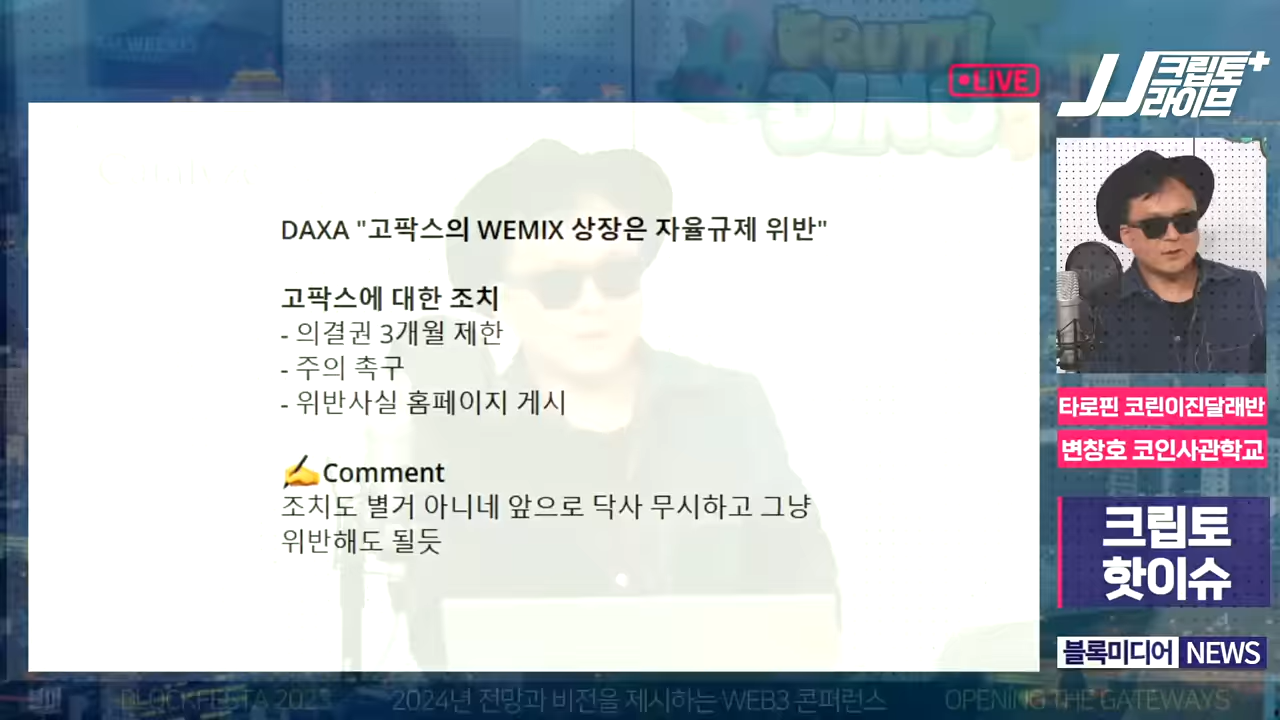 FRUTTI
DINO
LIVE
JJ 크립토+
라이브
DAXA "고팍스의 WEMIX 상장은 자율규제 위반"
고팍스에 대한 조치
- 의결권 3개월 제한
- 주의 촉구
- 위반사실 홈페이지 게시
✍Comment
조치도 별거 아니네 앞으로 닥사 무시하고 그냥
위반해도 될듯
타로핀 코린이진달래반
변창호 코인사관학교
크립토
핫이슈
블록미디어 NEWS
BLOCKFESTA 2023 2024년 전망과 비전을 제시하는 WEB3 콘퍼런스 OPENING THE GATEWAYS